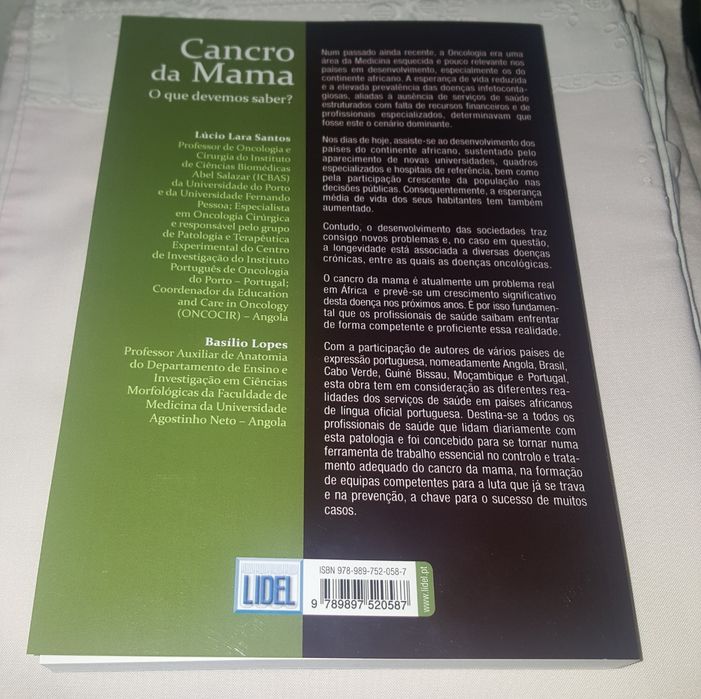 Cancro
da Mama
O que devemos saber?
Lúcio Lara Santos
Professor de Oncologia e
Cirurgia do Instituto
de Ciências Biomédicas
Abel Salazar (ICBAS)
da Universidade do Porto
e da Universidade Fernando
Pessoa; Especialista
em Oncologia Cirúrgica
e responsável pelo grupo
de Patologia e Terapêutica
Experimental do Centro
de Investigação do Instituto
Português de Oncologia
do Porto – Portugal;
Coordenador da Education
and Care in Oncology
(ONCOCIR) – Angola
Basílio Lopes
Professor Auxiliar de Anatomia
do Departamento de Ensino e
Investigação em Ciências
Morfológicas da Faculdade de
Medicina da Universidade
Agostinho Neto – Angola
Num passado ainda recente, a Oncologia era uma
área da Medicina esquecida e pouco relevante nos
países em desenvolvimento, especialmente os do
continente africano. A esperança de vida reduzida
e a elevada prevalência das doenças infetoconta-
giosas, aliadas a ausência de serviços de saúde
estruturados com falta de recursos financeiros e de
profissionais especializados, determinavam que
fosse este o cenário dominante.
Nos dias de hoje, assiste-se ao desenvolvimento dos
países do continente africano, sustentado pelo
aparecimento de novas universidades, quadros
especializados e hospitais de referência, bem como
pela participação crescente da população nas
decisões públicas. Consequentemente, a esperança
média de vida dos seus habitantes tem também
aumentado.
Contudo, o desenvolvimento das sociedades traz
consigo novos problemas e, no caso em questão,
a longevidade está associada a diversas doenças
crónicas, entre as quais as doenças oncológicas.
O cancro da mama é atualmente um problema real
em África e prevê-se um crescimento significativo
desta doença nos próximos anos. É por isso fundamen-
tal que os profissionais de saúde saibam enfrentar
de forma competente e proficiente essa realidade.
Com a participação de autores de vários países de
expressão portuguesa, nomeadamente Angola, Brasil,
Cabo Verde, Guiné Bissau, Moçambique e Portugal,
esta obra tem em consideração as diferentes rea-
lidades dos serviços de saúde em países africanos
de língua oficial portuguesa. Destina-se a todos os
profissionais de saúde que lidam diariamente com
esta patologia e foi concebido para se tornar numa
ferramenta de trabalho essencial no controlo e trata-
mento adequado do cancro da mama, na formação
de equipas competentes para a luta que já se trava
e na prevenção, a chave para o sucesso de muitos
casos.
LIDEL
ISBN 978-989-752-058-7
9 789897 520587
www.lidel.pt